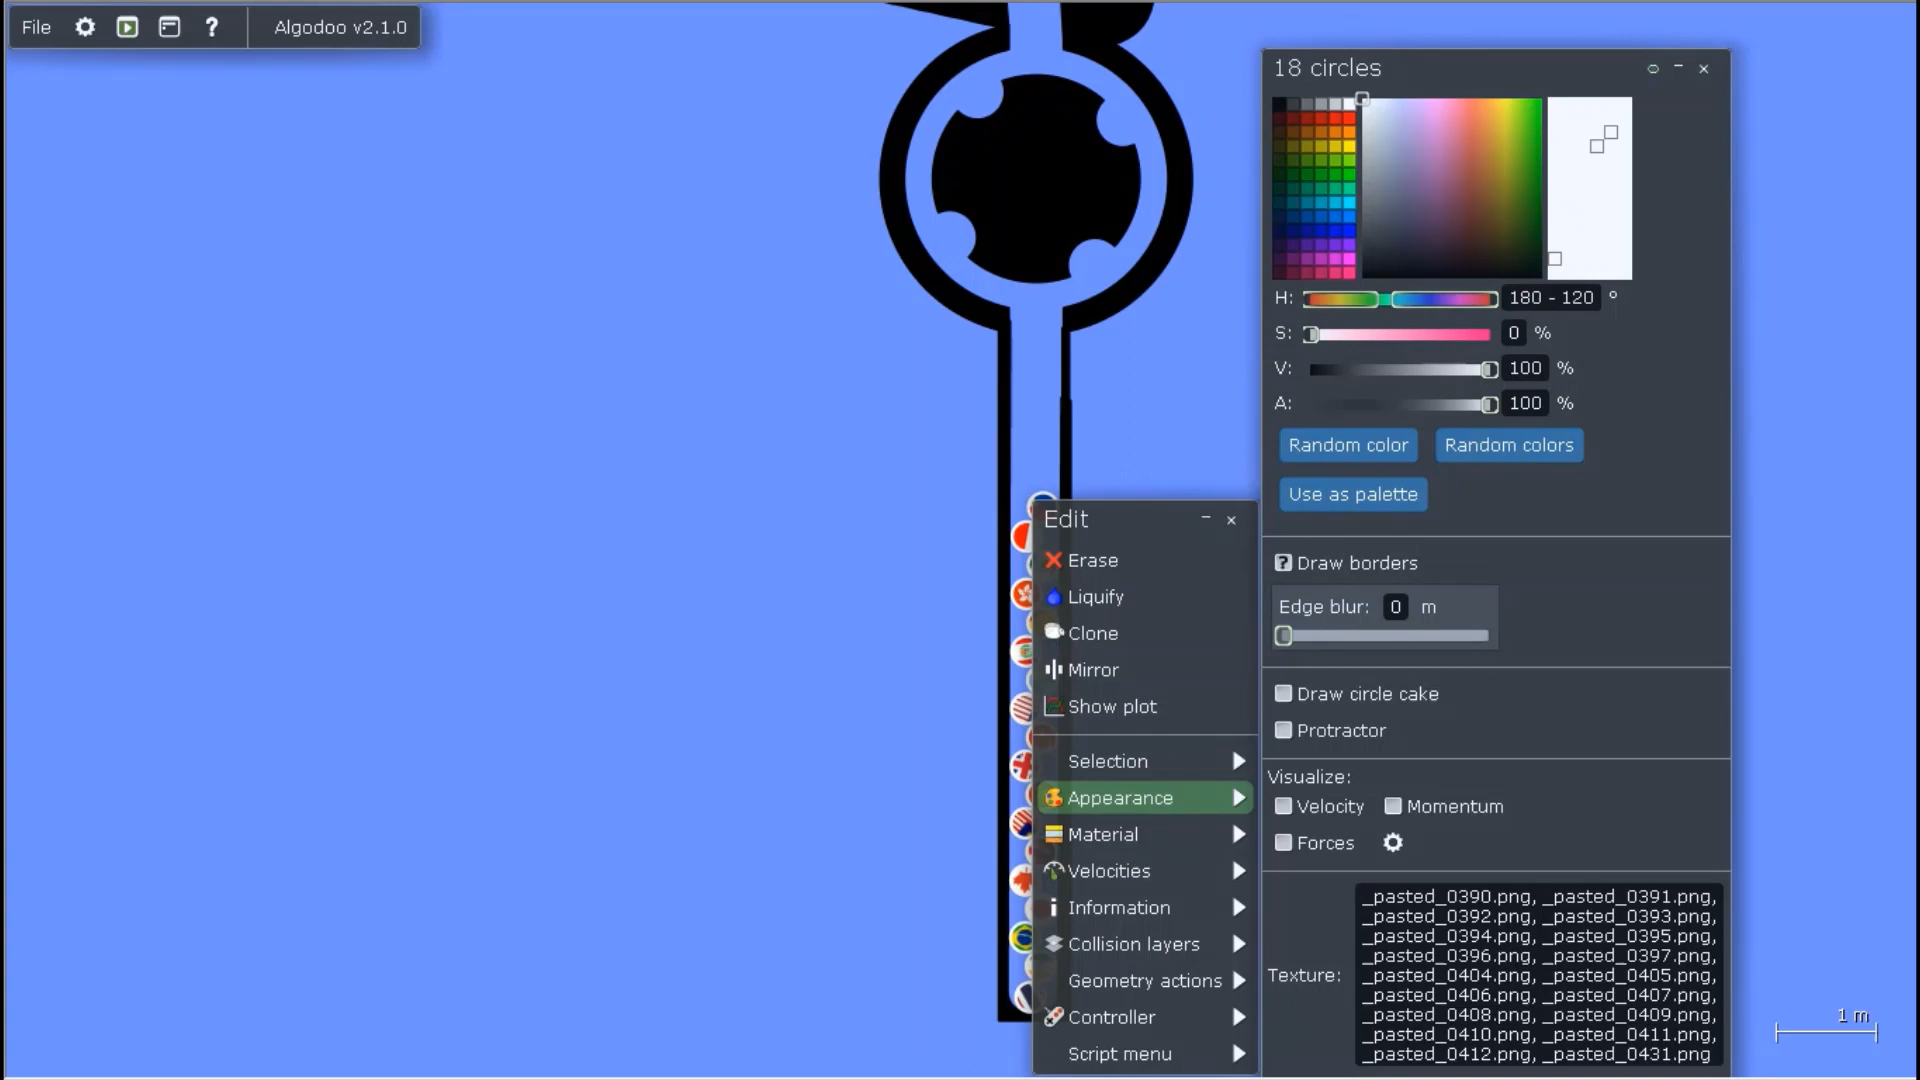 File
?
Algodoo v2.1.0
18 circles
H: 180 - 120 °
S: 0 %
V: 100 %
A: 100 %
Random color Random colors
Use as palette
? Draw borders
Edge blur: 0 m
Draw circle cake
Protractor
Visualize:
Velocity Momentum
Forces
Texture:
_pasted_0390.png, _pasted_0391.png,
_pasted_0392.png, _pasted_0393.png,
_pasted_0394.png, _pasted_0395.png,
_pasted_0396.png, _pasted_0397.png,
_pasted_0404.png, _pasted_0405.png,
_pasted_0406.png, _pasted_0407.png,
_pasted_0408.png, _pasted_0409.png,
_pasted_0410.png, _pasted_0411.png,
_pasted_0412.png, _pasted_0431.png
Edit
Erase
Liquify
Clone
Mirror
Show plot
Selection
Appearance
Material
Velocities
Information
Collision layers
Geometry actions
Controller
Script menu
1 m